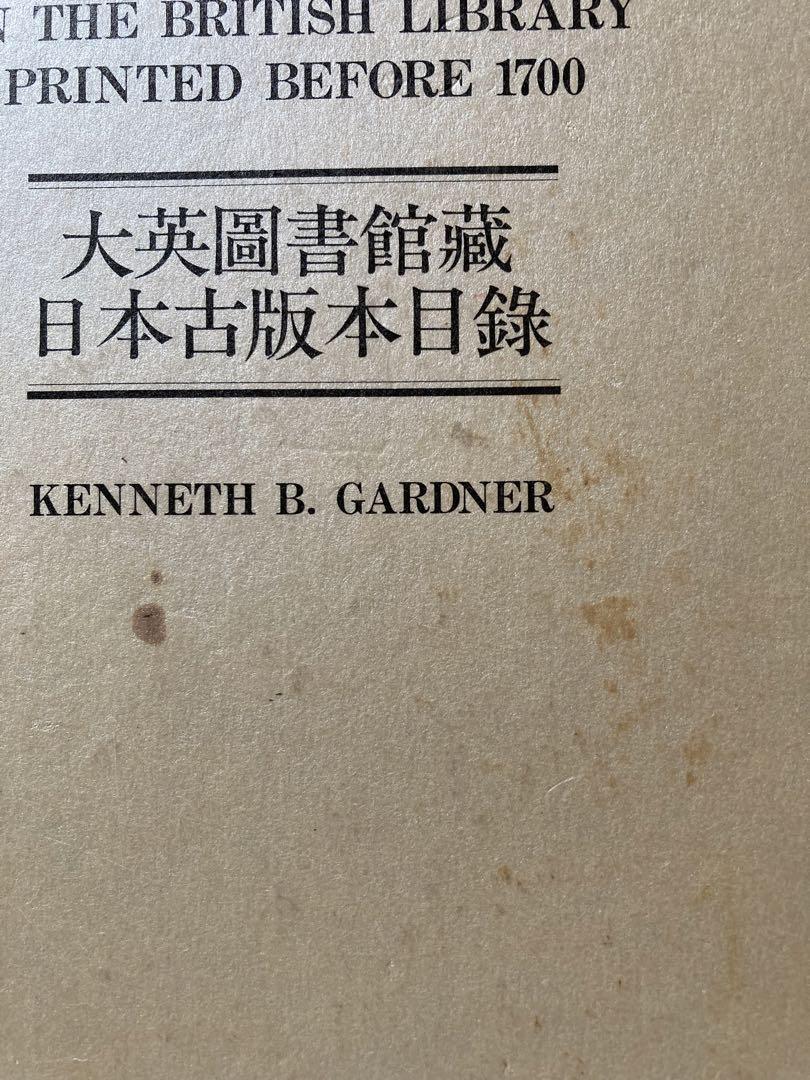 THE BRITISH LIBRARY
PRINTED BEFORE 1700
大英圖書館藏
日本古版本目錄
KENNETH B. GARDNER